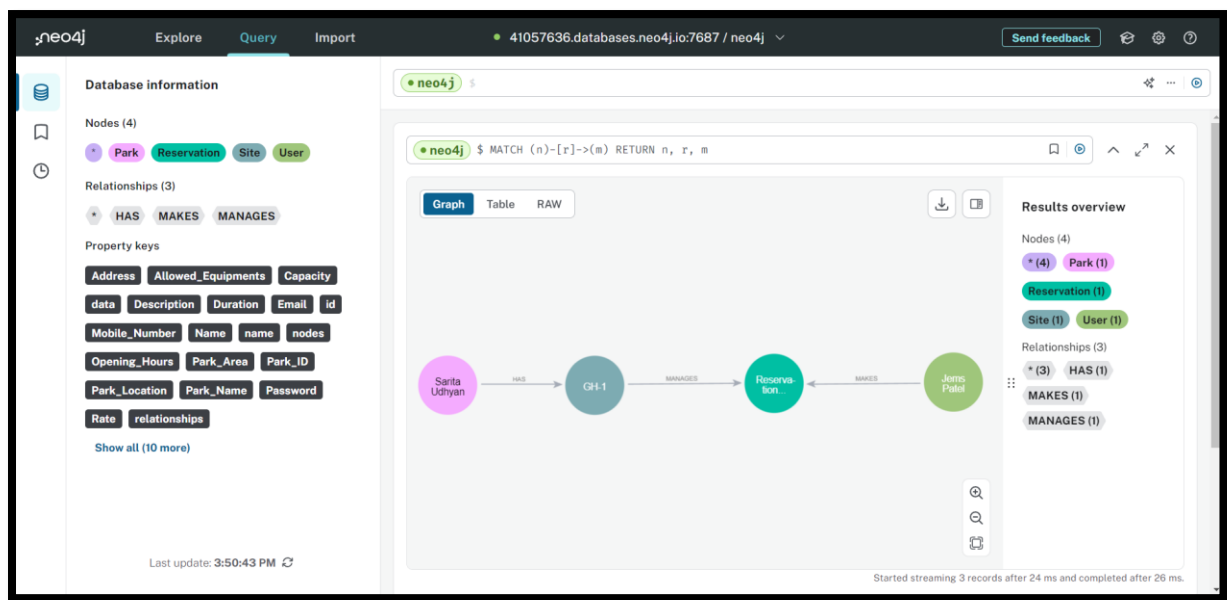 :neo4j Explore Query Import 41057636.databases.neo4j.io:7687 / neo4j Send feedback
Database information
Nodes (4)
* Park Reservation Site User
Relationships (3)
* HAS MAKES MANAGES
Property keys
Address Allowed_Equipments Capacity
data Description Duration Email id
Mobile_Number Name name nodes
Opening_Hours Park_Area Park_ID
Park_Location Park_Name Password
Rate relationships
Show all (10 more)
Last update: 3:50:43 PM
neo4j $
neo4j $ MATCH (n)-[r]->(m) RETURN n, r, m
Graph Table RAW
Sarita
Udhyan
HAS
GH-1
MANAGES
Reserva-
tion...
MAKES
Jems
Patel
Results overview
Nodes (4)
* (4) Park (1)
Reservation (1)
Site (1) User (1)
Relationships (3)
* (3) HAS (1)
MAKES (1)
MANAGES (1)
Started streaming 3 records after 24 ms and completed after 26 ms.